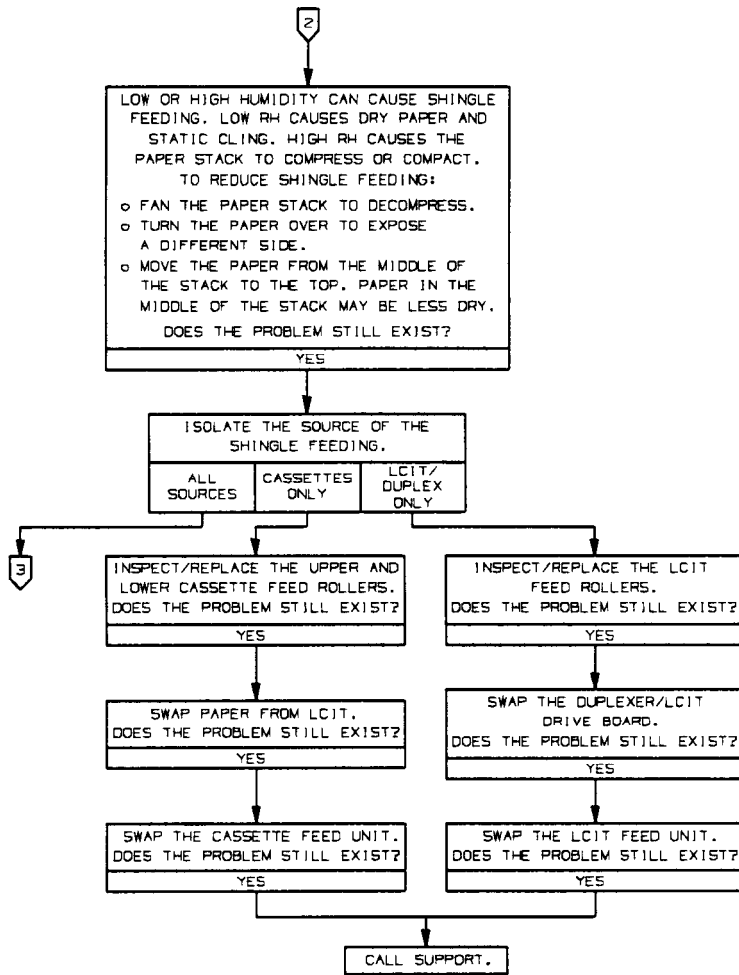 2
LOW OR HIGH HUMIDITY CAN CAUSE SHINGLE
FEEDING. LOW RH CAUSES DRY PAPER AND
STATIC CLING. HIGH RH CAUSES THE
PAPER STACK TO COMPRESS OR COMPACT.
TO REDUCE SHINGLE FEEDING:
o FAN THE PAPER STACK TO DECOMPRESS.
o TURN THE PAPER OVER TO EXPOSE
A DIFFERENT SIDE.
o MOVE THE PAPER FROM THE MIDDLE OF
THE STACK TO THE TOP. PAPER IN THE
MIDDLE OF THE STACK MAY BE LESS DRY.
DOES THE PROBLEM STILL EXIST?
YES
ISOLATE THE SOURCE OF THE
SHINGLE FEEDING.
ALL
SOURCES
CASSETTES
ONLY
LCIT/
DUPLEX
ONLY
3
INSPECT/REPLACE THE UPPER AND
LOWER CASSETTE FEED ROLLERS.
DOES THE PROBLEM STILL EXIST?
YES
SWAP PAPER FROM LCIT.
DOES THE PROBLEM STILL EXIST?
YES
SWAP THE CASSETTE FEED UNIT.
DOES THE PROBLEM STILL EXIST?
YES
INSPECT/REPLACE THE LCIT
FEED ROLLERS.
DOES THE PROBLEM STILL EXIST?
YES
SWAP THE DUPLEXER/LCIT
DRIVE BOARD.
DOES THE PROBLEM STILL EXIST?
YES
SWAP THE LCIT FEED UNIT.
DOES THE PROBLEM STILL EXIST?
YES
CALL SUPPORT.